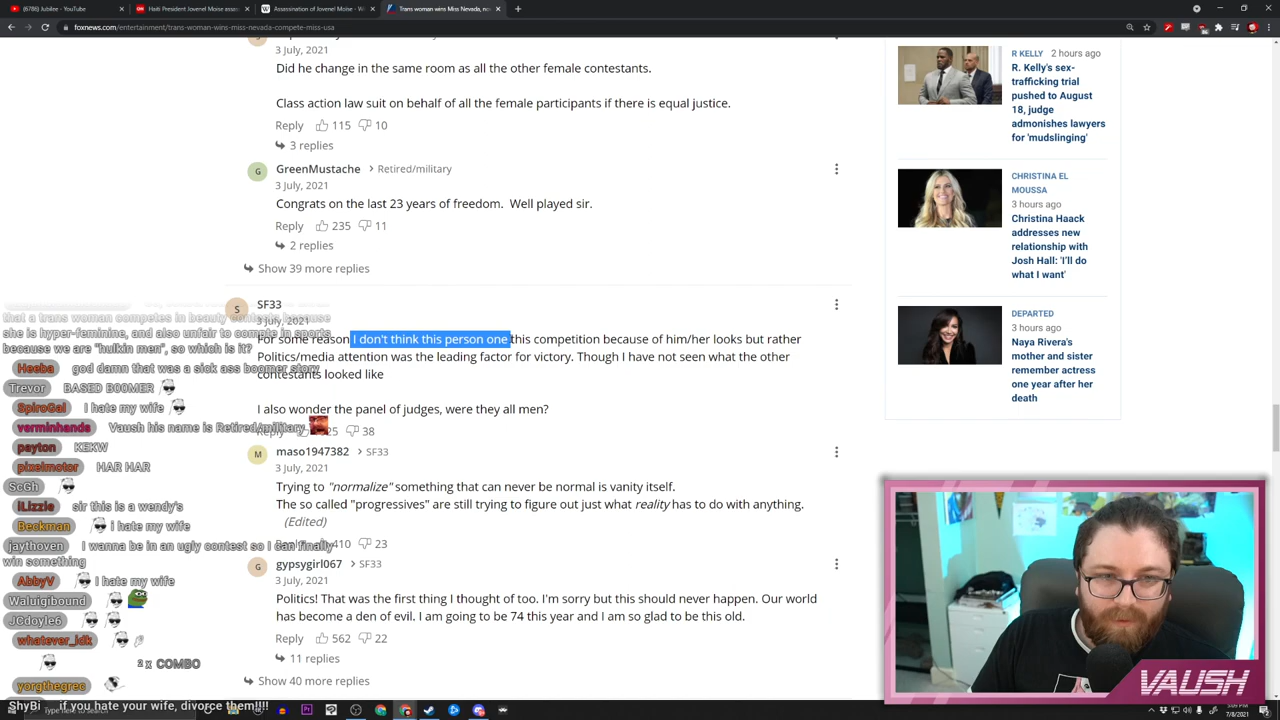 (6786) Jubilee - YouTube
Haiti President Jovenel Moise assass
Assassination of Jovenel Moïse - W
Trans woman wins Miss Nevada, no
foxnews.com/entertainment/trans-woman-wins-miss-nevada-compete-miss-usa
3 July, 2021
Did he change in the same room as all the other female contestants.
Class action law suit on behalf of all the female participants if there is equal justice.
Reply 115 10
3 replies
G GreenMustache > Retired/military
3 July, 2021
Congrats on the last 23 years of freedom. Well played sir.
Reply 235 11
2 replies
Show 39 more replies
S SF33
3 July, 2021
For some reason I don't think this person one this competition because of him/her looks but rather
Politics/media attention was the leading factor for victory. Though I have not seen what the other
contestants looked like
I also wonder the panel of judges, were they all men?
Reply 25 38
M maso1947382 > SF33
3 July, 2021
Trying to "normalize" something that can never be normal is vanity itself.
The so called "progressives" are still trying to figure out just what reality has to do with anything.
(Edited)
410 23
G gypsygirl067 > SF33
3 July, 2021
Politics! That was the first thing I thought of too. I'm sorry but this should never happen. Our world
has become a den of evil. I am going to be 74 this year and I am so glad to be this old.
Reply 562 22
11 replies
Show 40 more replies
that a trans woman competes in beauty contests because
she is hyper-feminine, and also unfair to compete in sports
because we are "hulkin men", so which is it?
Heeba god damn that was a sick ass boomer story
Trevor BASED BOOMER
SpiroGal I hate my wife
verminhands Vaush his name is Retired/military
payton KEKW
pixelmotor HAR HAR
ScGh
iLizzie sir this is a wendy's
Beckman i hate my wife
jaythoven I wanna be in an ugly contest so I can finally
win something
AbbyV I hate my wife
Waluigibound
JCdoyle6
whatever_idk
2 x COMBO
yorgthegrec
ShyBi if you hate your wife, divorce them!!!!
Type here to search
R KELLY 2 hours ago
R. Kelly's sex-
trafficking trial
pushed to August
18, judge
admonishes lawyers
for 'mudslinging'
CHRISTINA EL
MOUSSA
3 hours ago
Christina Haack
addresses new
relationship with
Josh Hall: 'I'll do
what I want'
DEPARTED
3 hours ago
Naya Rivera's
mother and sister
remember actress
one year after her
death
VAUSH
5:09 PM
7/8/2021